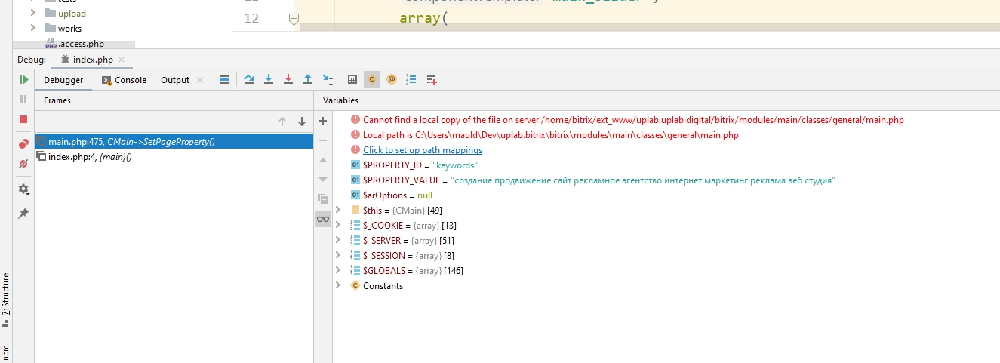 upload
works
.access.php
12 array(
Debug: index.php
Debugger Console Output
Frames Variables
main.php:475, CMain->SetPageProperty()
index.php:4, {main}()
Cannot find a local copy of the file on server /home/bitrix/ext_www/uplab.uplab.digital/bitrix/modules/main/classes/general/main.php
Local path is C:\Users\mauld\Dev\uplab.bitrix\bitrix\modules\main\classes\general\main.php
Click to set up path mappings
$PROPERTY_ID = "keywords"
$PROPERTY_VALUE = "создание продвижение сайт рекламное агентство интернет маркетинг реклама веб студия"
$arOptions = null
$this = {CMain} [49]
$_COOKIE = {array} [13]
$_SERVER = {array} [51]
$_SESSION = {array} [8]
$GLOBALS = {array} [146]
Constants
7: Structure
npm